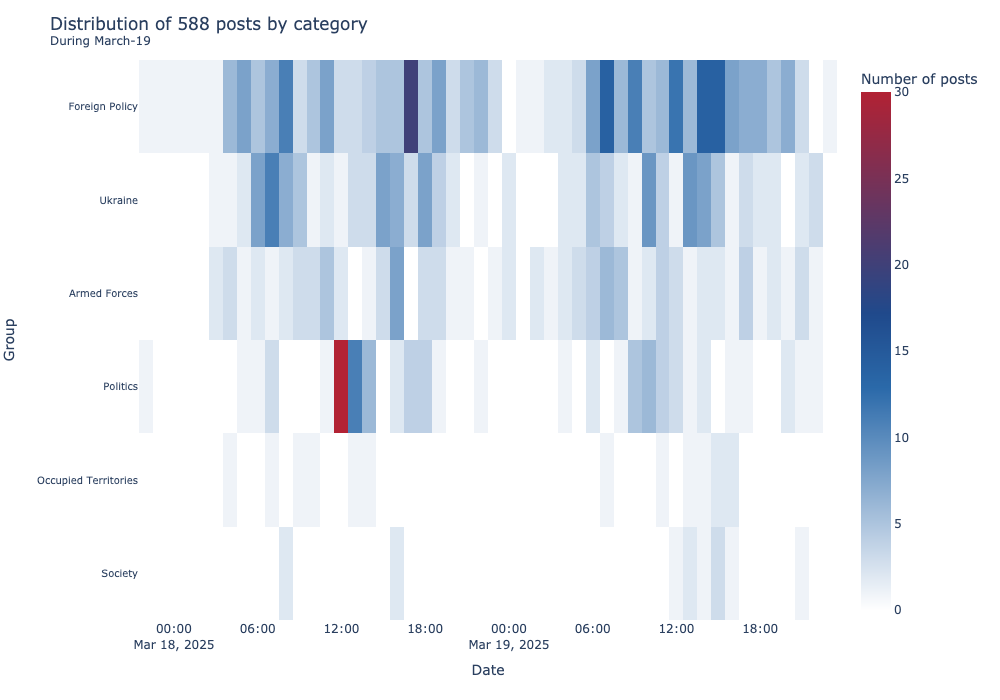 Distribution of 588 posts by category
During March-19
Number of posts
30
25
20
15
10
5
0
Group
Foreign Policy
Ukraine
Armed Forces
Politics
Occupied Territories
Society
00:00 06:00 12:00 18:00 00:00 06:00 12:00 18:00
Mar 18, 2025 Mar 19, 2025
Date